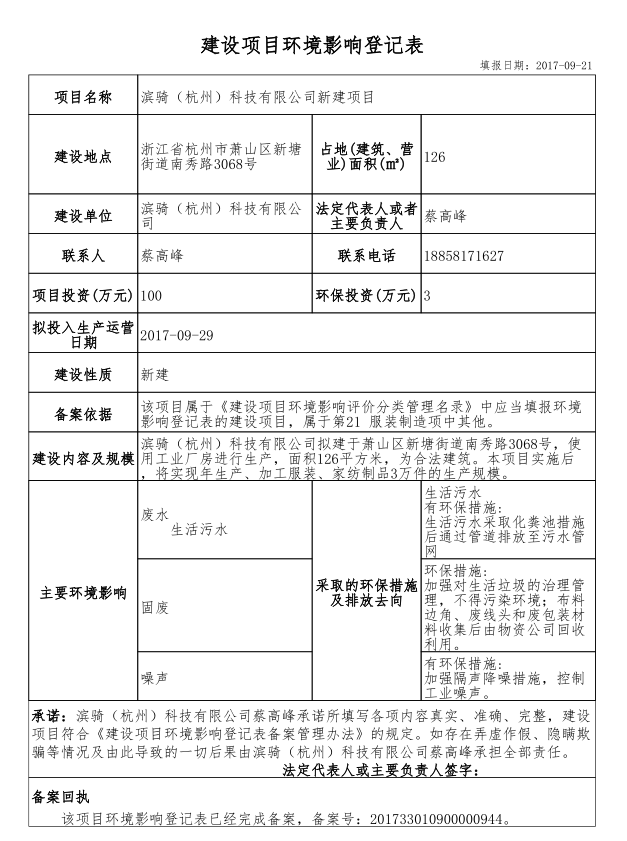 建设项目环境影响登记表
填报日期：2017-09-21
项目名称
滨骑（杭州）科技有限公司新建项目
建设地点
浙江省杭州市萧山区新塘
街道南秀路3068号
占地(建筑、营
业)面积(㎡)
126
建设单位
滨骑（杭州）科技有限公
司
法定代表人或者
主要负责人
蔡高峰
联系人
蔡高峰
联系电话
18858171627
项目投资(万元)
100
环保投资(万元)
3
拟投入生产运营
日期
2017-09-29
建设性质
新建
备案依据
该项目属于《建设项目环境影响评价分类管理名录》中应当填报环境
影响登记表的建设项目，属于第21 服装制造项中其他。
建设内容及规模
滨骑（杭州）科技有限公司拟建于萧山区新塘街道南秀路3068号，使
用工业厂房进行生产，面积126平方米，为合法建筑。本项目实施后
，将实现年生产、加工服装、家纺制品3万件的生产规模。
主要环境影响
废水
生活污水
采取的环保措施
及排放去向
生活污水
有环保措施:
生活污水采取化粪池措施
后通过管道排放至污水管
网
固废
环保措施:
加强对生活垃圾的治理管
理，不得污染环境；布料
边角、废线头和废包装材
料收集后由物资公司回收
利用。
噪声
有环保措施:
加强隔声降噪措施，控制
工业噪声。
承诺：滨骑（杭州）科技有限公司蔡高峰承诺所填写各项内容真实、准确、完整，建设
项目符合《建设项目环境影响登记表备案管理办法》的规定。如存在弄虚作假、隐瞒欺
骗等情况及由此导致的一切后果由滨骑（杭州）科技有限公司蔡高峰承担全部责任。
法定代表人或主要负责人签字：
备案回执
该项目环境影响登记表已经完成备案，备案号：201733010900000944。